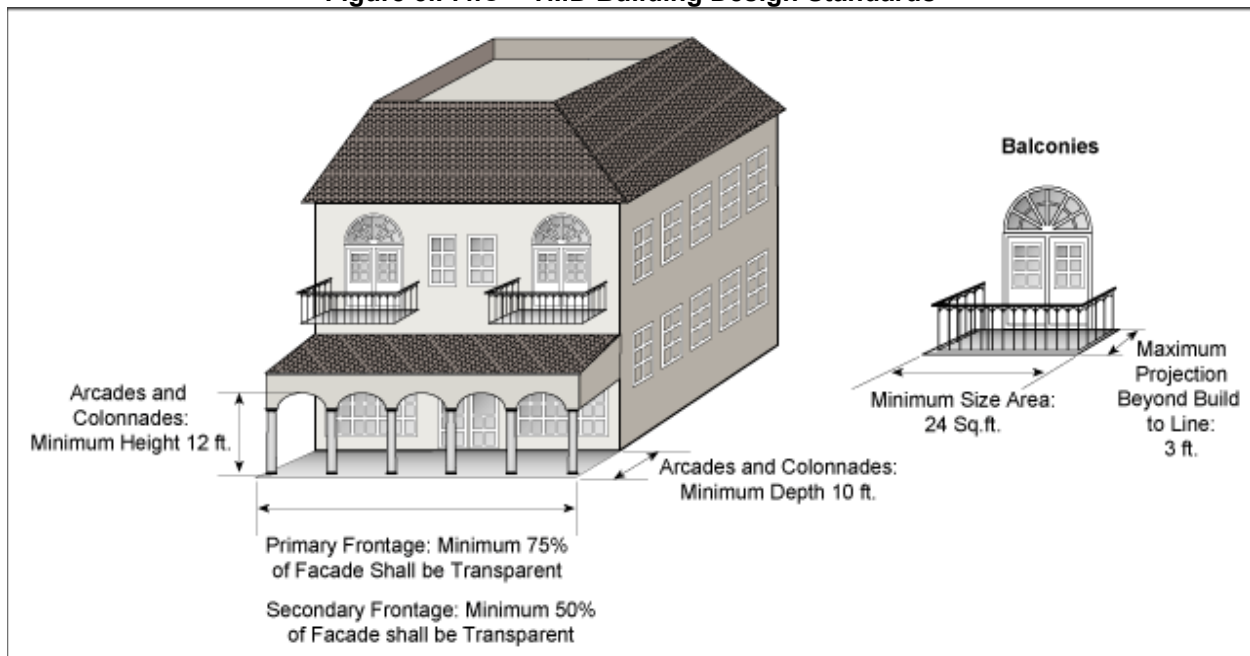 Balconies
Arcades and
Colonnades:
Minimum Height 12 ft.
Arcades and Colonnades:
Minimum Depth 10 ft.
Primary Frontage: Minimum 75%
of Facade Shall be Transparent
Secondary Frontage: Minimum 50%
of Facade shall be Transparent
Minimum Size Area:
24 Sq.ft.
Maximum
Projection
Beyond Build
to Line:
3 ft.